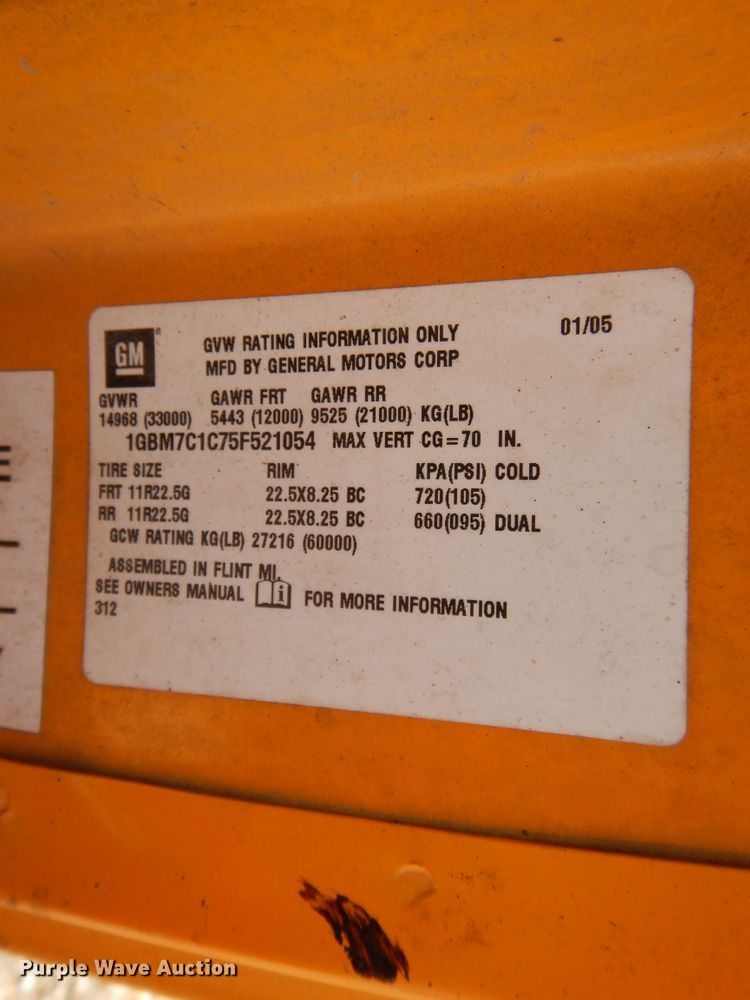 GM
GVW RATING INFORMATION ONLY 01/05
MFD BY GENERAL MOTORS CORP
GVWR GAWR FRT GAWR RR
14968 (33000) 5443 (12000) 9525 (21000) KG(LB)
1GBM7C1C75F521054 MAX VERT CG=70 IN.
TIRE SIZE RIM KPA(PSI) COLD
FRT 11R22.5G 22.5X8.25 BC 720(105)
RR 11R22.5G 22.5X8.25 BC 660(095) DUAL
GCW RATING KG(LB) 27216 (60000)
ASSEMBLED IN FLINT MI.
SEE OWNERS MANUAL i FOR MORE INFORMATION
312
Purple Wave Auction